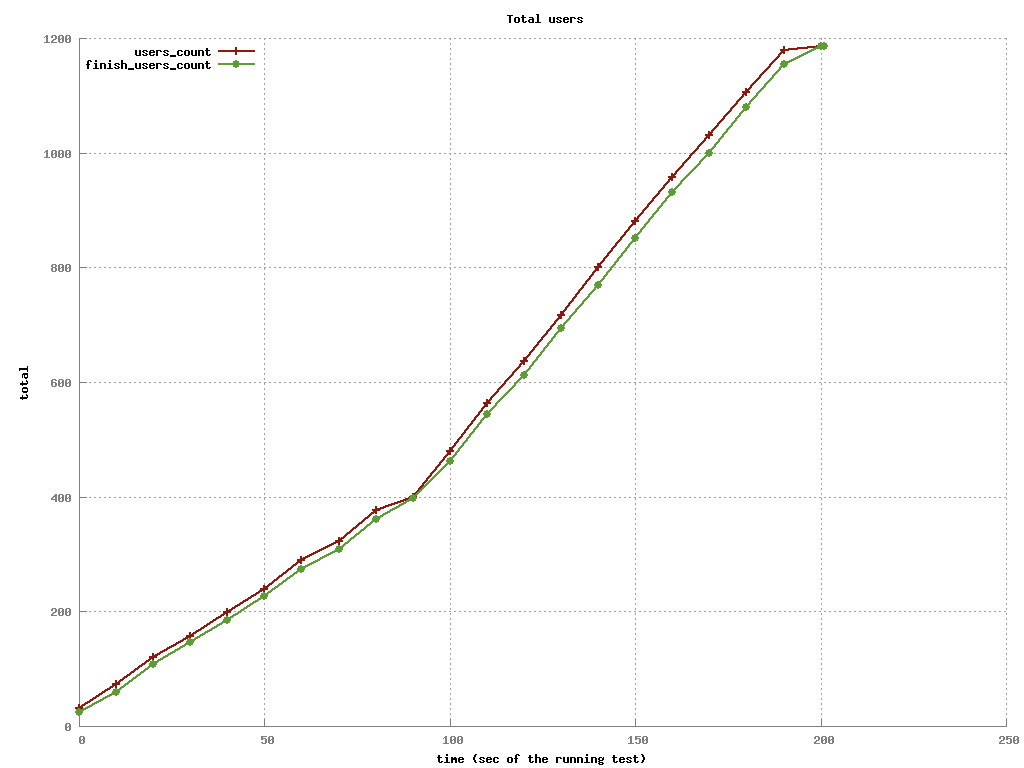 Total users
users_count
finish_users_count
1200
1000
800
600
400
200
0
total
0 50 100 150 200 250
time (sec of the running test)